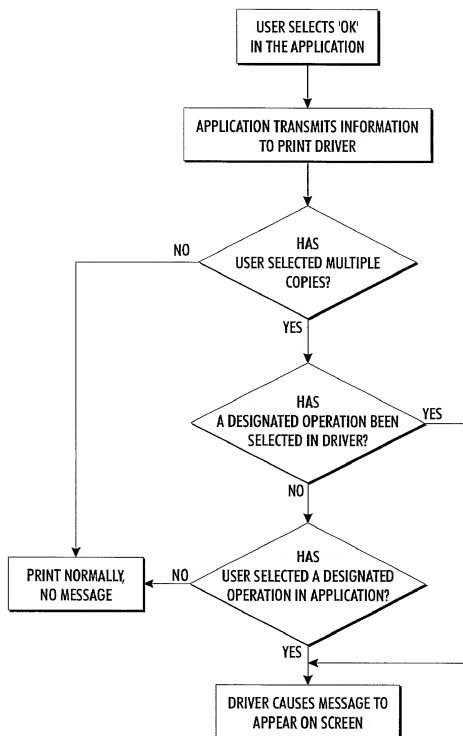 USER SELECTS 'OK'
IN THE APPLICATION
APPLICATION TRANSMITS INFORMATION
TO PRINT DRIVER
NO
HAS
USER SELECTED MULTIPLE
COPIES?
YES
HAS
A DESIGNATED OPERATION BEEN
SELECTED IN DRIVER?
YES
NO
HAS
USER SELECTED A DESIGNATED
OPERATION IN APPLICATION?
NO
PRINT NORMALLY,
NO MESSAGE
YES
DRIVER CAUSES MESSAGE TO
APPEAR ON SCREEN